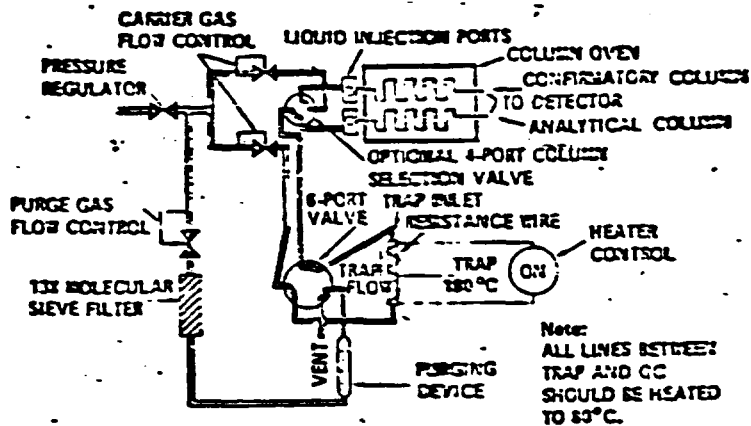 CARRIER GAS
FLOW CONTROL
LIQUID INJECTION PORTS
COLUMN OVEN
PRESSURE
REGULATOR
CONFIRMATORY COLUMN
TO DETECTOR
ANALYTICAL COLUMN
OPTIONAL 4-PORT COLUMN
SELECTION VALVE
PURGE GAS
FLOW CONTROL
6-PORT
VALVE
TRAP INLET
RESISTANCE WIRE
HEATER
CONTROL
TRAP
FLOW
TRAP
180°C
ON
13X MOLECULAR
SIEVE FILTER
VENT
PURGING
DEVICE
Note:
ALL LINES BETWEEN
TRAP AND GC
SHOULD BE HEATED
TO 80°C.